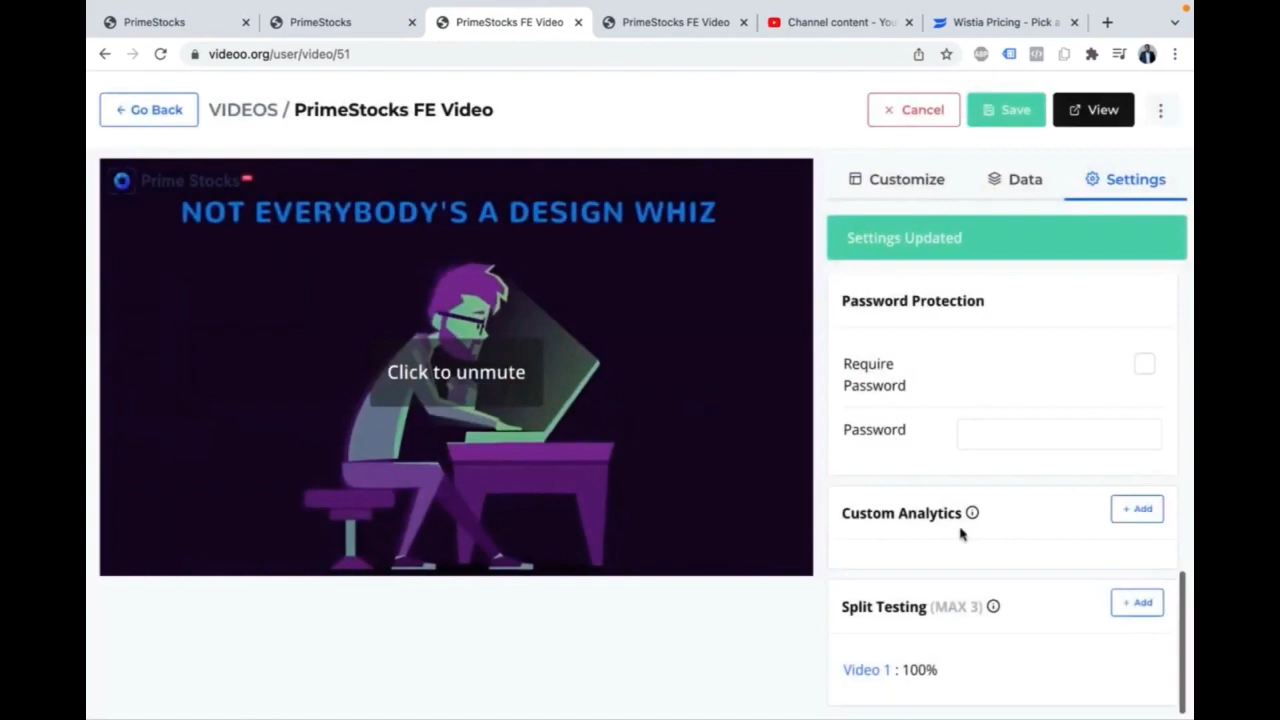 PrimeStocks
PrimeStocks
PrimeStocks FE Video
PrimeStocks FE Video
Channel content - You
Wistia Pricing - Pick a
videoo.org/user/video/51
Go Back
VIDEOS / PrimeStocks FE Video
Cancel
Save
View
Prime Stocks
NOT EVERYBODY'S A DESIGN WHIZ
Click to unmute
Customize
Data
Settings
Settings Updated
Password Protection
Require
Password
Password
Custom Analytics
+ Add
Split Testing (MAX 3)
+ Add
Video 1 : 100%